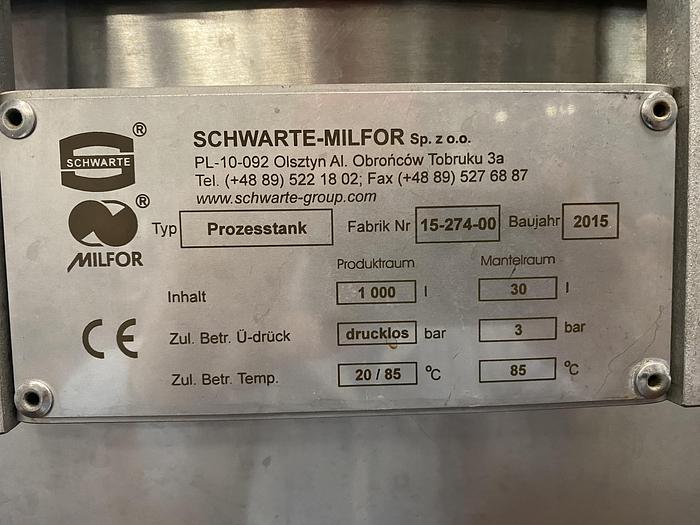 SCHWARTE ®
SCHWARTE-MILFOR Sp. z o.o.
PL-10-092 Olsztyn Al. Obrońców Tobruku 3a
Tel. (+48 89) 522 18 02; Fax (+48 89) 527 68 87
www.schwarte-group.com
® MILFOR
Typ Prozesstank Fabrik Nr 15-274-00 Baujahr 2015
Produktraum Mantelraum
Inhalt 1 000 l 30 l
CE
Zul. Betr. Ü-drück drucklos bar 3 bar
Zul. Betr. Temp. 20 / 85 °C 85 °C